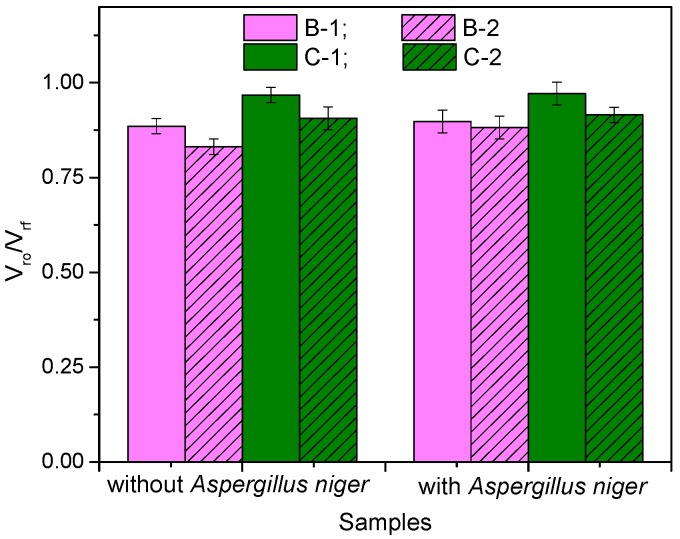 B-1; B-2
C-1; C-2
1.00
0.75
0.50
0.25
0.00
Vro/Vrf
without Aspergillus niger with Aspergillus niger
Samples